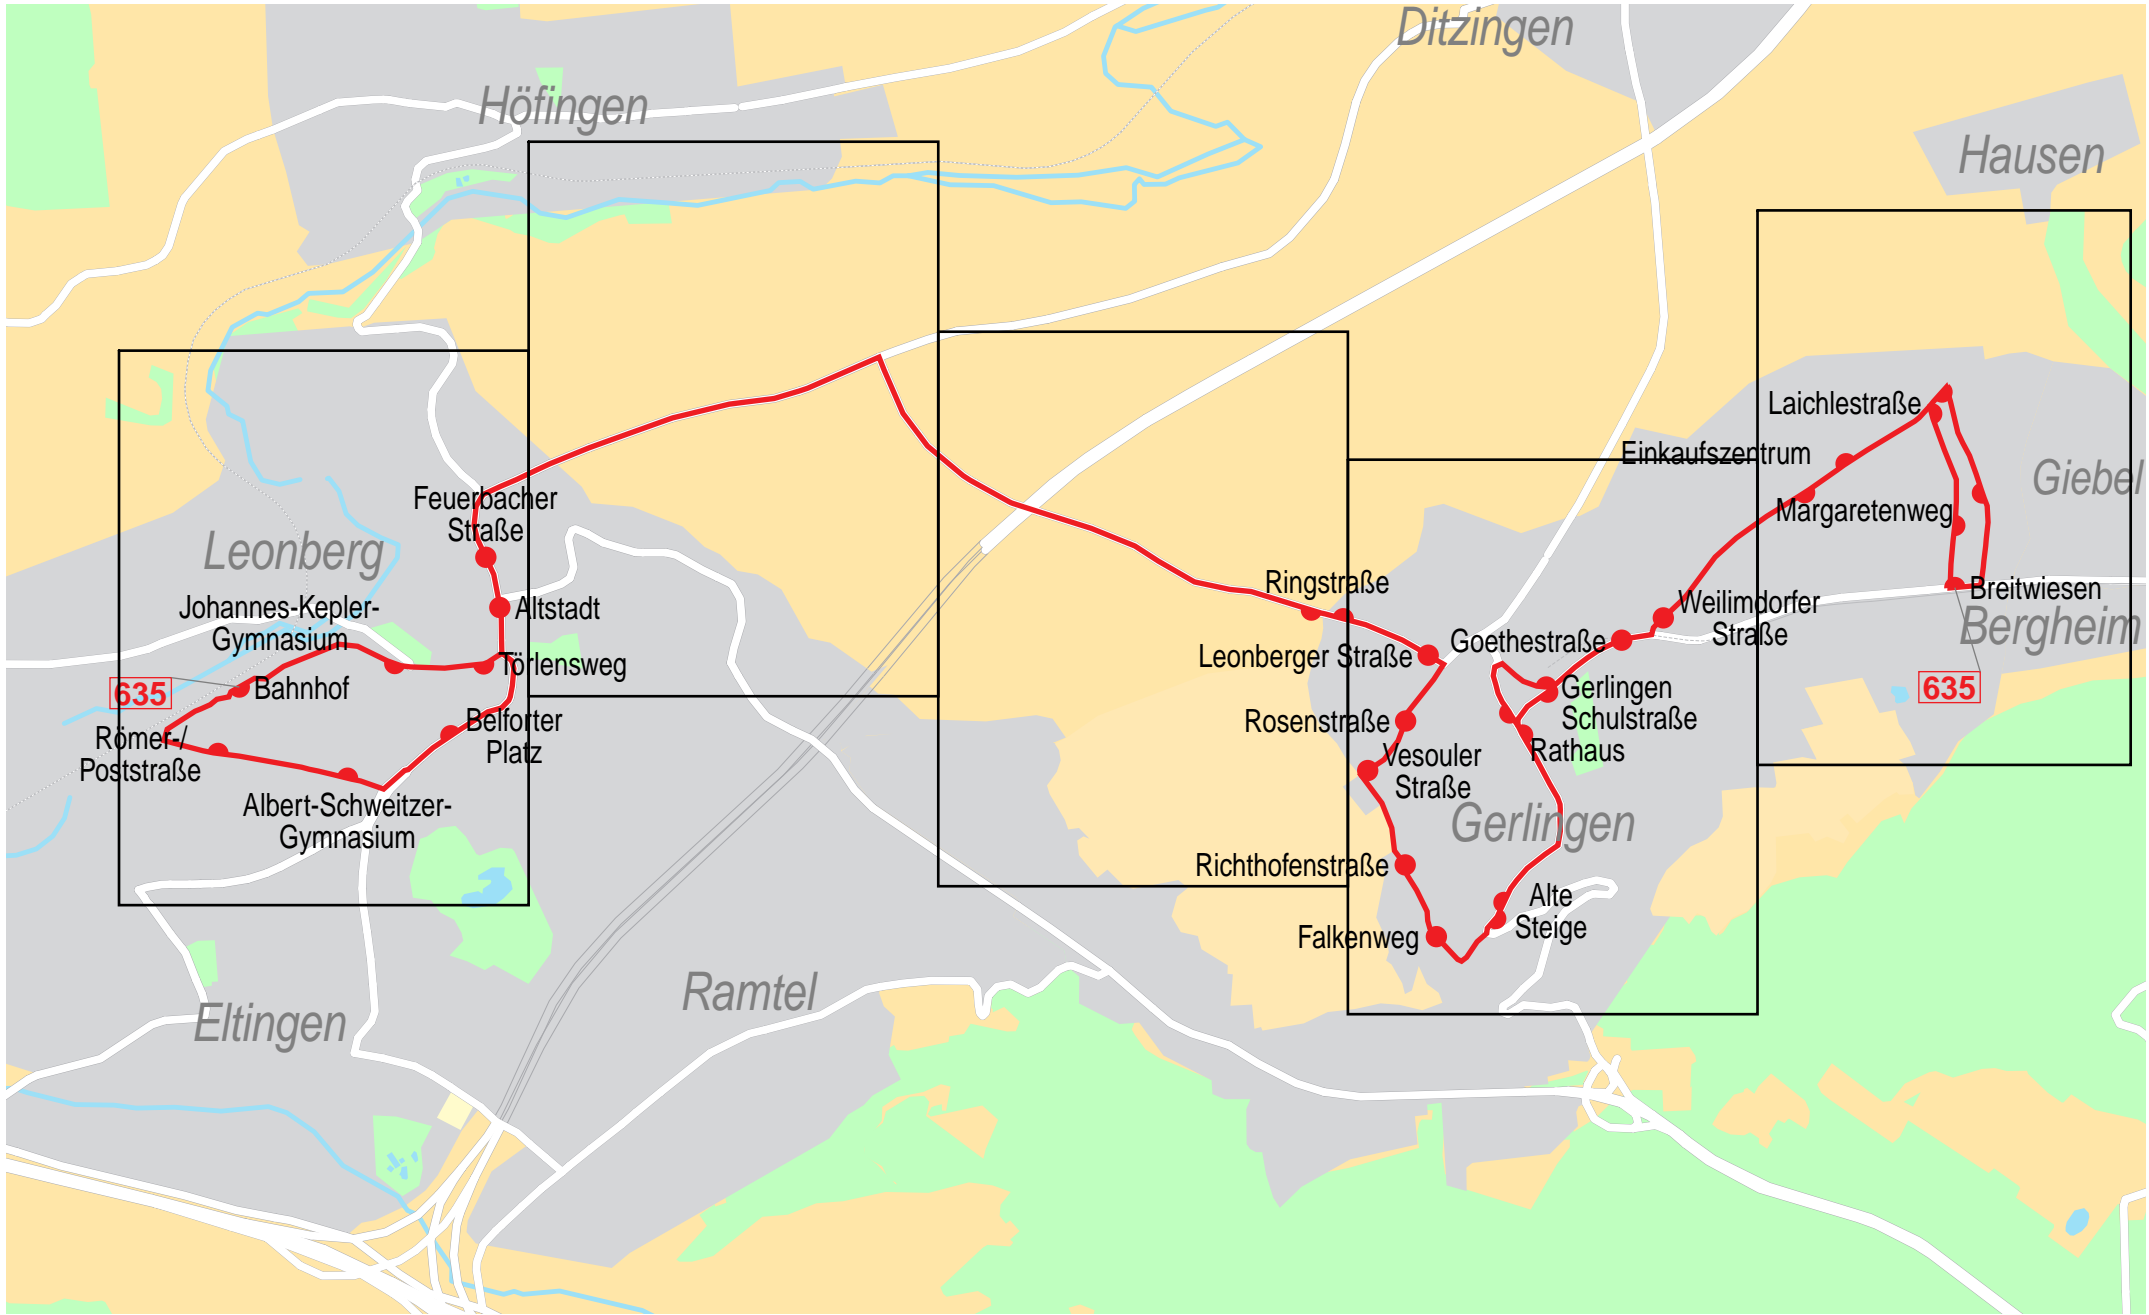 Ditzingen
Höfingen
Hausen
Laichlestraße
Einkaufszentrum
Giebel
Margaretenweg
Feuerbacher
Straße
Leonberg
Johannes-Kepler-
Gymnasium
Altstadt
Törlensweg
635
Bahnhof
Römer-/
Poststraße
Belforter
Platz
Albert-Schweitzer-
Gymnasium
Ringstraße
Leonberger Straße
Goethestraße
Weilimdorfer
Straße
Breitwiesen
Bergheim
635
Gerlingen
Schulstraße
Rosenstraße
Rathaus
Vesouler
Straße
Gerlingen
Richthofenstraße
Alte
Steige
Falkenweg
Ramtel
Eltingen